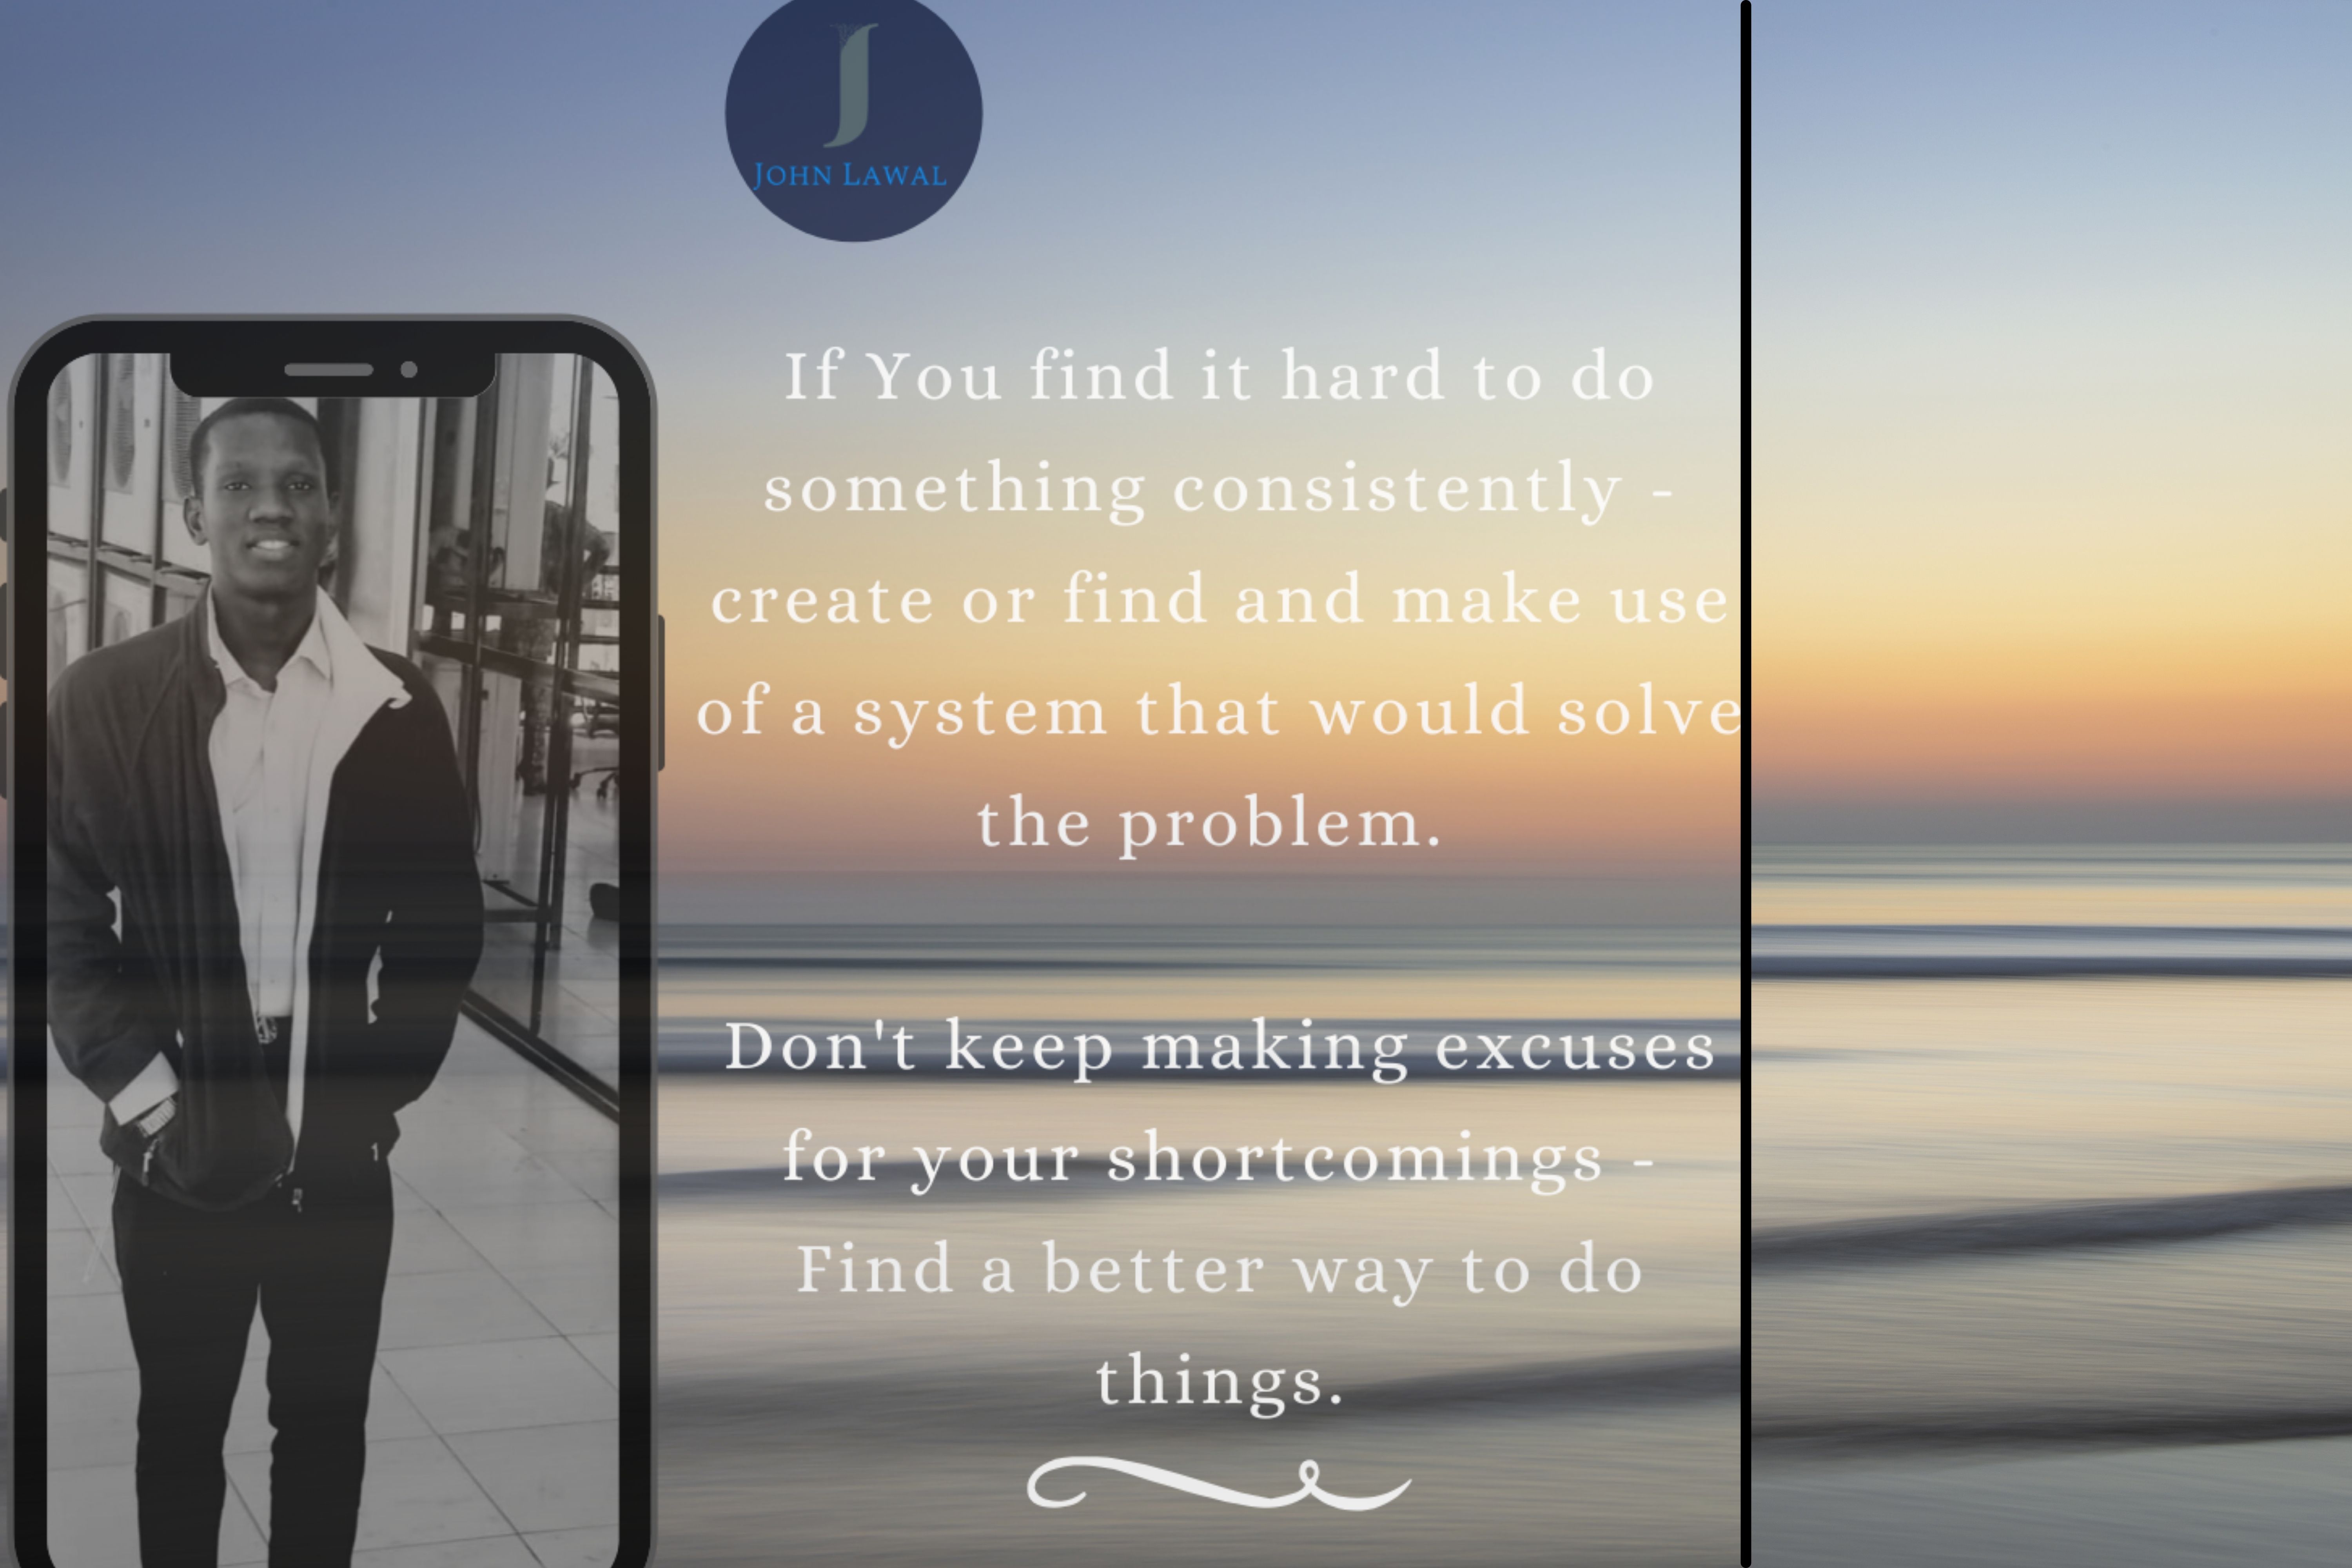 J
JOHN LAWAL
If You find it hard to do
something consistently -
create or find and make use
of a system that would solve
the problem.
Don't keep making excuses
for your shortcomings -
Find a better way to do
things.